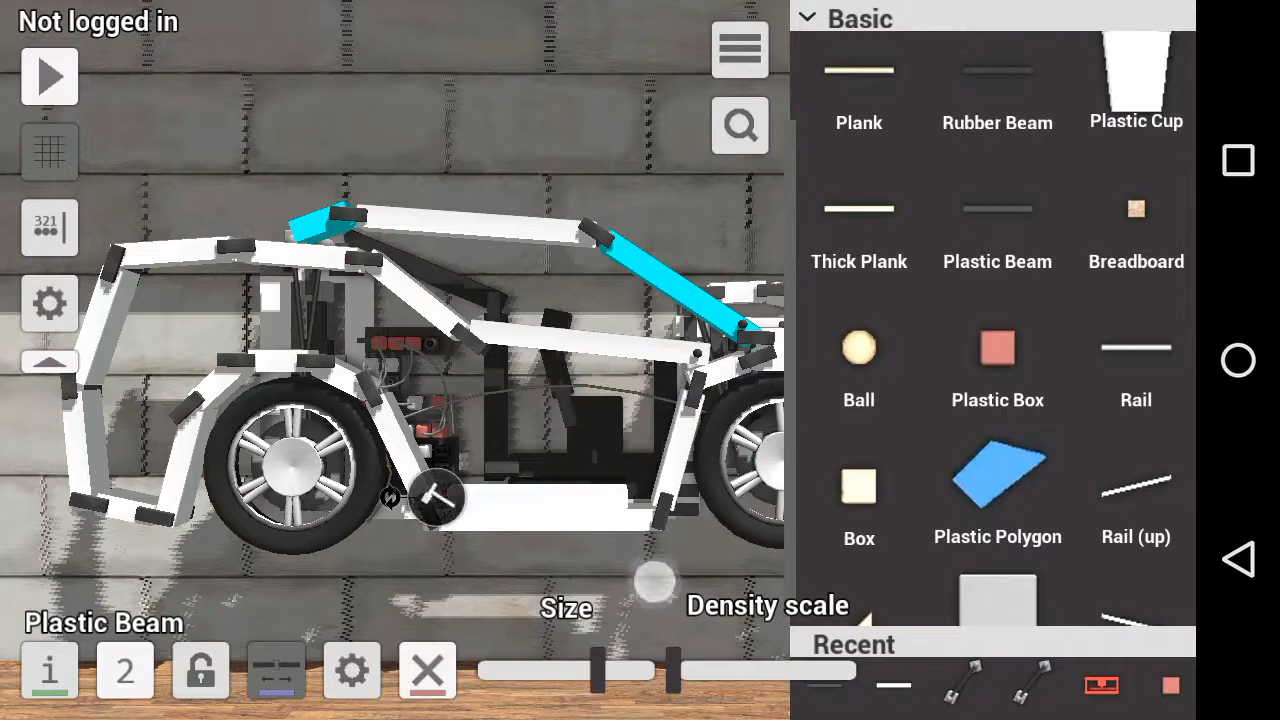 Not logged in
321
Plastic Beam
i
2
Size
Density scale
Basic
Plank
Rubber Beam
Plastic Cup
Thick Plank
Plastic Beam
Breadboard
Ball
Plastic Box
Rail
Box
Plastic Polygon
Rail (up)
Recent